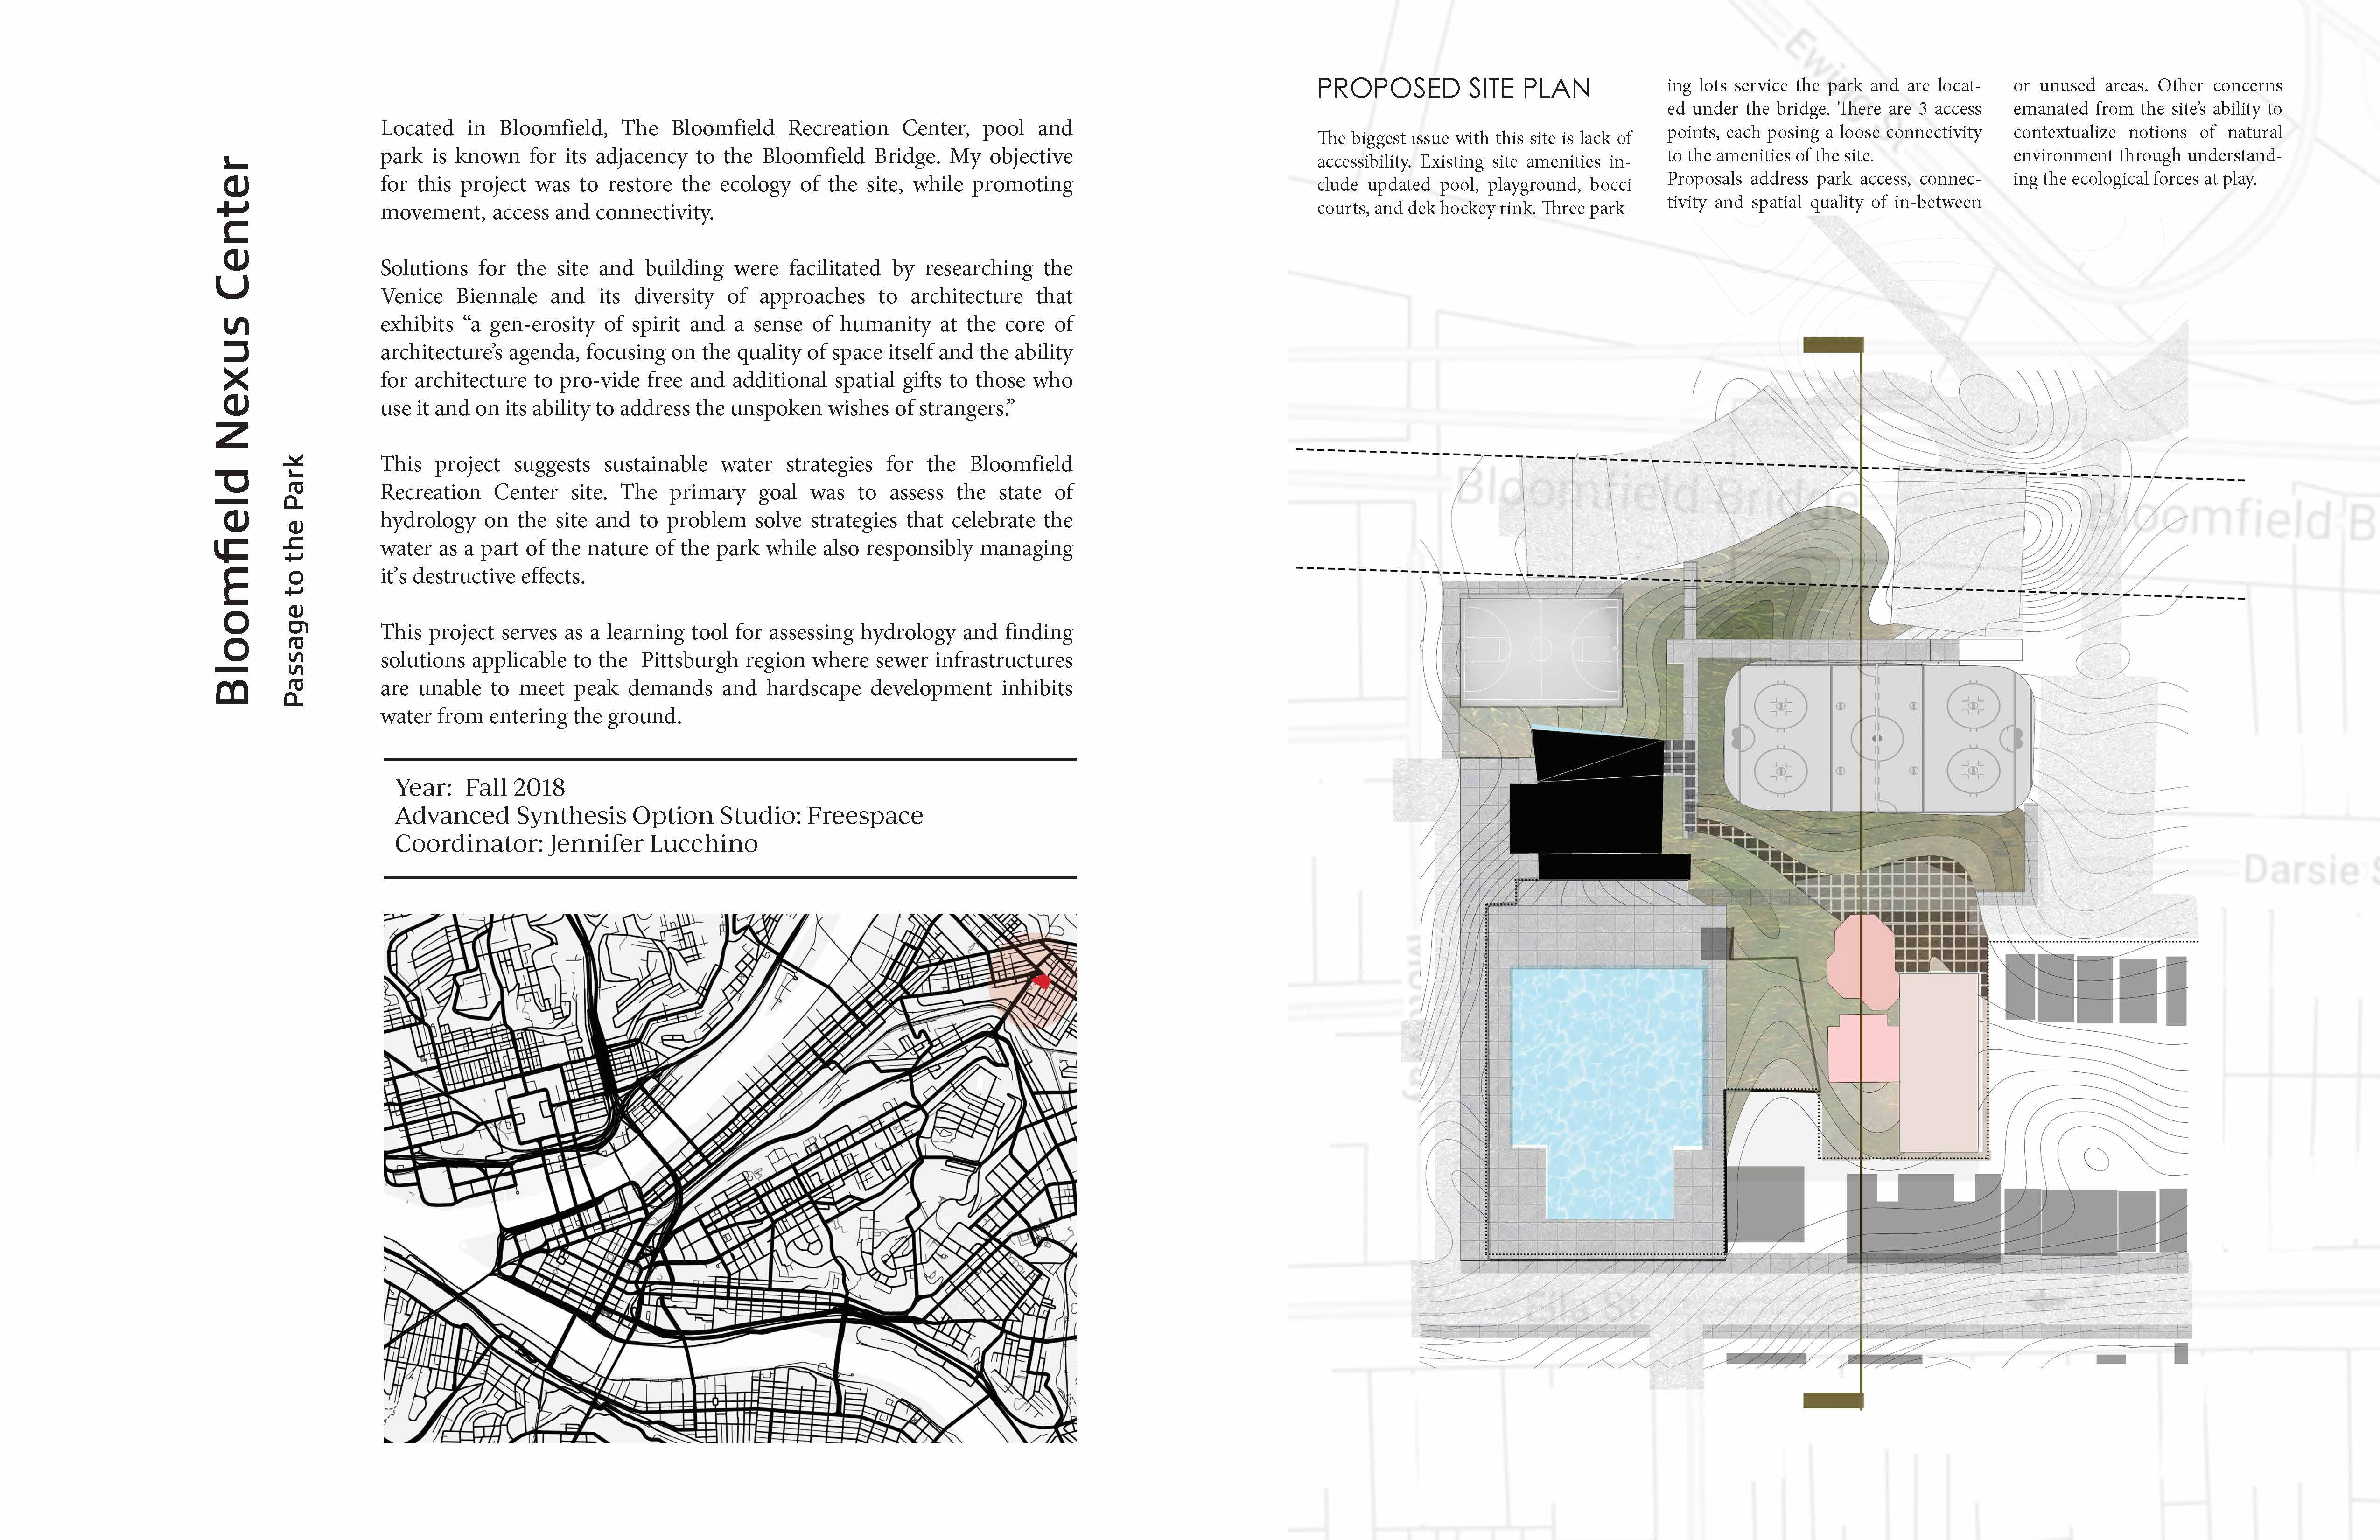 Bloomfield Nexus Center
Passage to the Park
Located in Bloomfield, The Bloomfield Recreation Center, pool and
park is known for its adjacency to the Bloomfield Bridge. My objective
for this project was to restore the ecology of the site, while promoting
movement, access and connectivity.
Solutions for the site and building were facilitated by researching the
Venice Biennale and its diversity of approaches to architecture that
exhibits “a gen-erosity of spirit and a sense of humanity at the core of
architecture’s agenda, focusing on the quality of space itself and the ability
for architecture to pro-vide free and additional spatial gifts to those who
use it and on its ability to address the unspoken wishes of strangers.”
This project suggests sustainable water strategies for the Bloomfield
Recreation Center site. The primary goal was to assess the state of
hydrology on the site and to problem solve strategies that celebrate the
water as a part of the nature of the park while also responsibly managing
it’s destructive effects.
This project serves as a learning tool for assessing hydrology and finding
solutions applicable to the Pittsburgh region where sewer infrastructures
are unable to meet peak demands and hardscape development inhibits
water from entering the ground.
Year: Fall 2018
Advanced Synthesis Option Studio: Freespace
Coordinator: Jennifer Lucchino
PROPOSED SITE PLAN
The biggest issue with this site is lack of
accessibility. Existing site amenities in-
clude updated pool, playground, bocci
courts, and dek hockey rink. Three park-
ing lots service the park and are locat-
ed under the bridge. There are 3 access
points, each posing a loose connectivity
to the amenities of the site.
Proposals address park access, connec-
tivity and spatial quality of in-between
or unused areas. Other concerns
emanated from the site’s ability to
contextualize notions of natural
environment through understand-
ing the ecological forces at play.
Ewing St
Bloomfield Bridge
Bloomfield B
Darsie S
Ella St